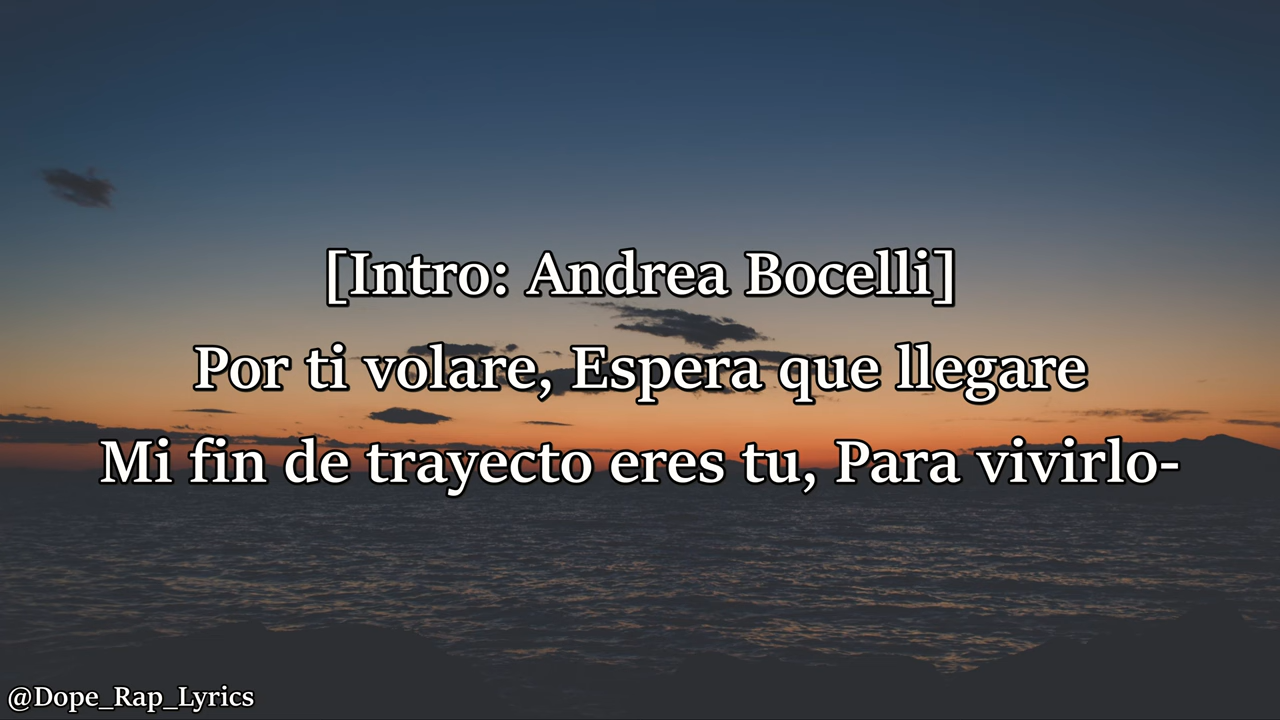 [Intro: Andrea Bocelli]
Por ti volare, Espera que llegare
Mi fin de trayecto eres tu, Para vivirlo-
@Dope_Rap_Lyrics